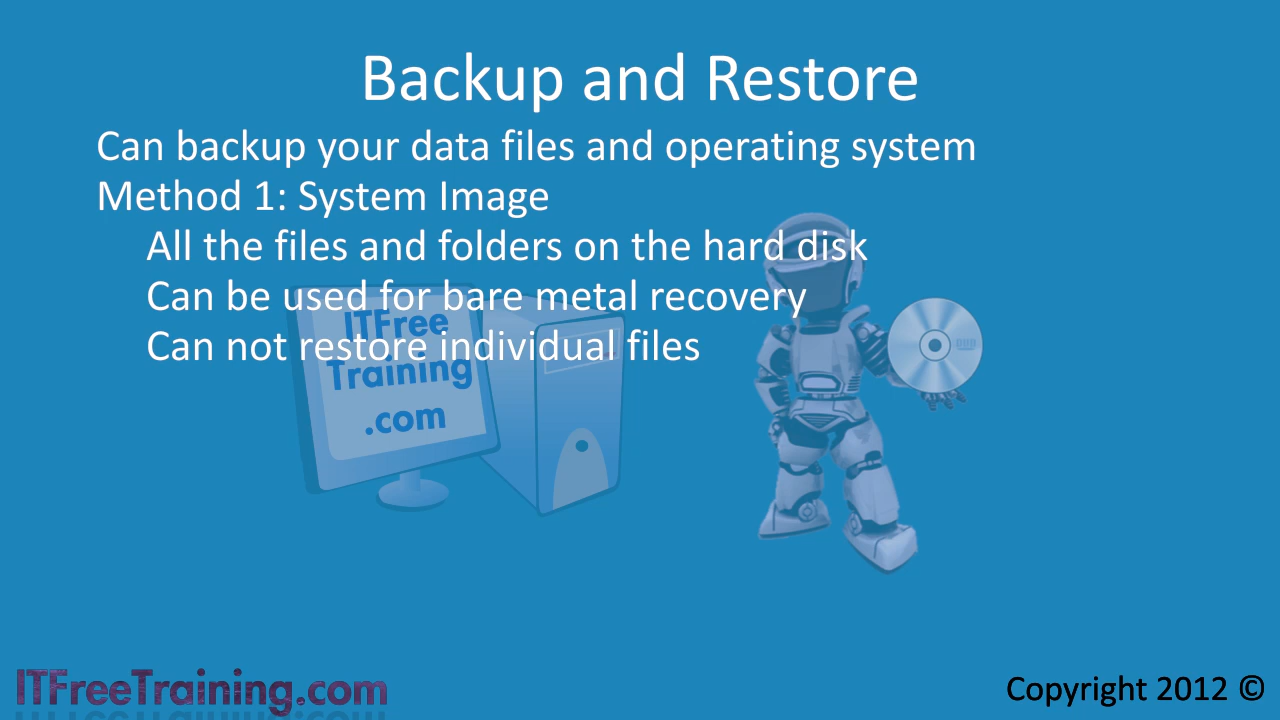 Backup and Restore
Can backup your data files and operating system
Method 1: System Image
All the files and folders on the hard disk
Can be used for bare metal recovery
Can not restore individual files
ITFree
Training
.com
ITFreeTraining.com
Copyright 2012 ©